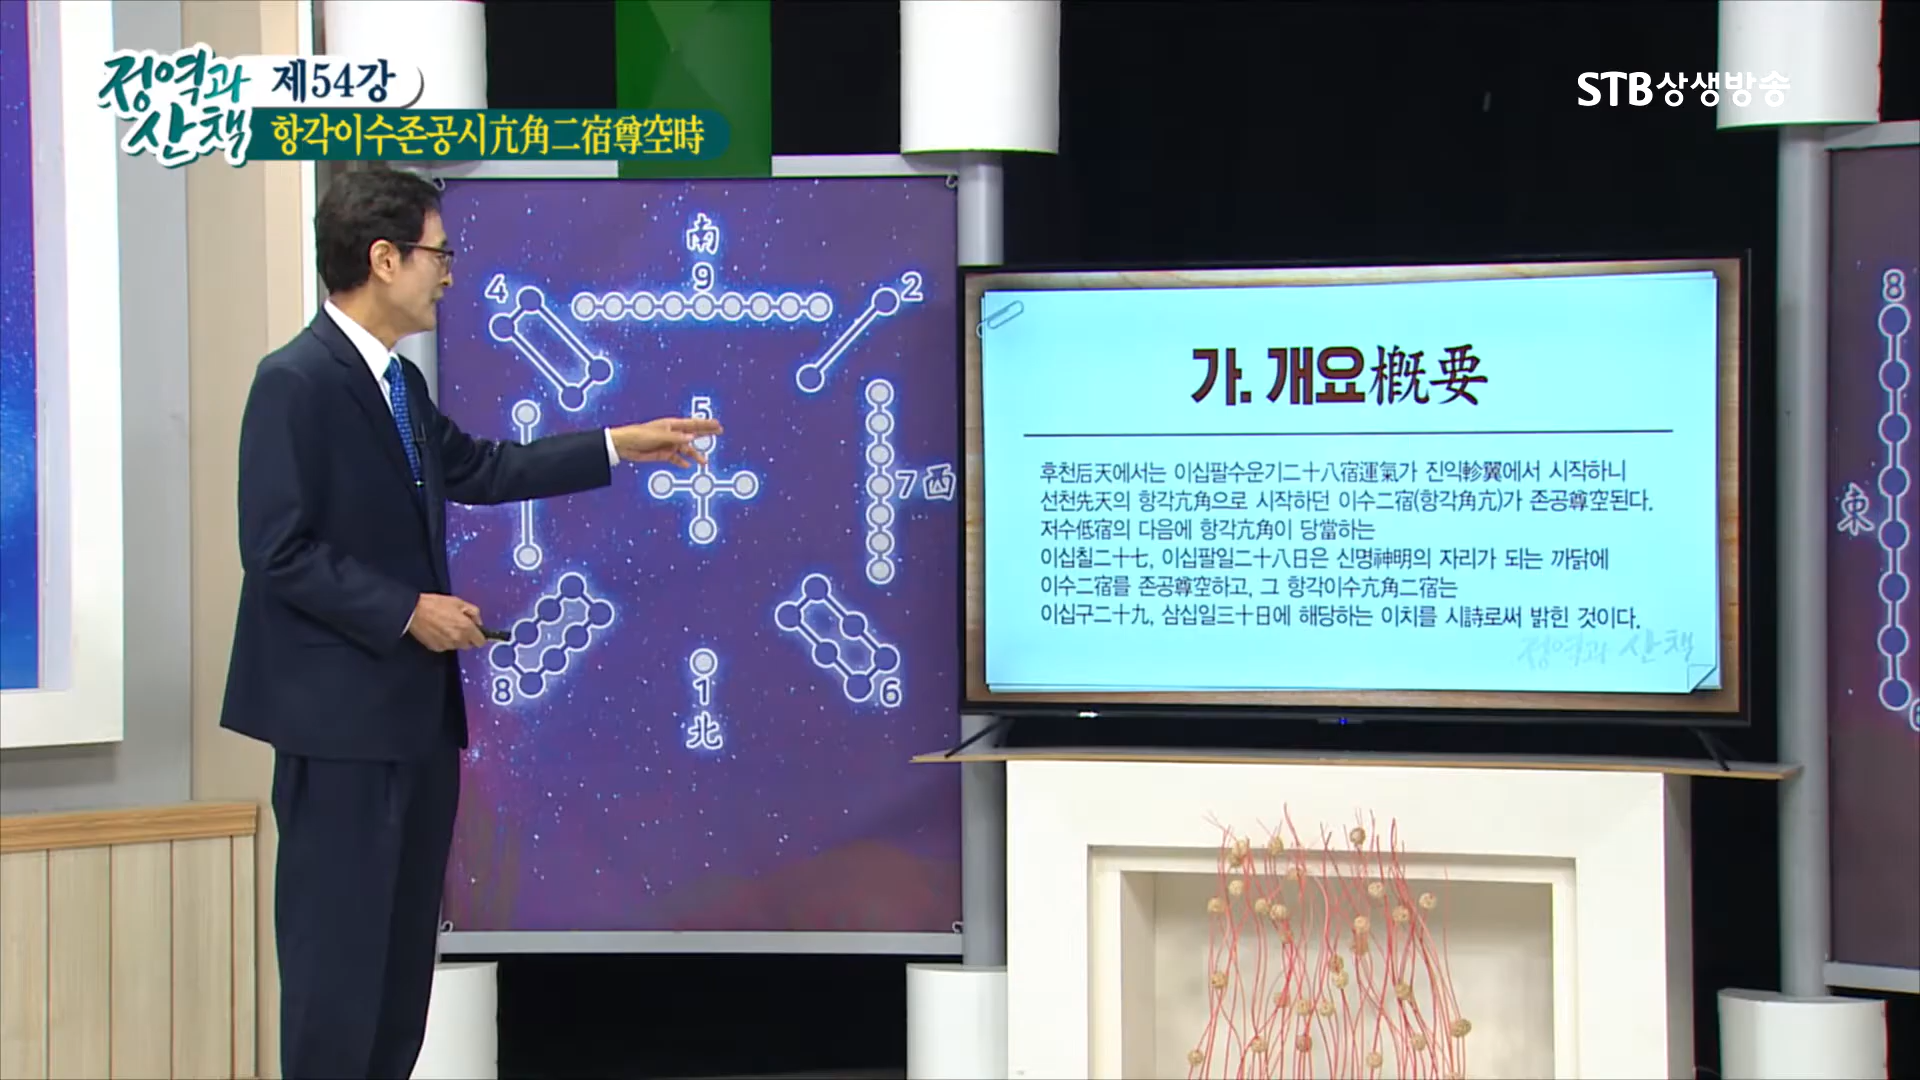 정역과
산책
제54강
항각이수존공시亢角二宿尊空時
STB상생방송
南
9
4
2
5
7 西
8
1
6
北
가. 개요槪要
후천后天에서는 이십팔수운기二十八宿運氣가 진익軫翼에서 시작하니
선천先天의 항각亢角으로 시작하던 이수二宿(항각角亢)가 존공尊空된다.
저수低宿의 다음에 항각亢角이 당當하는
이십칠二十七, 이십팔일二十八日은 신명神明의 자리가 되는 까닭에
이수二宿를 존공尊空하고, 그 항각이수亢角二宿는
이십구二十九, 삼십일三十日에 해당하는 이치를 시詩로써 밝힌 것이다.
정역과 산책
8
東
6